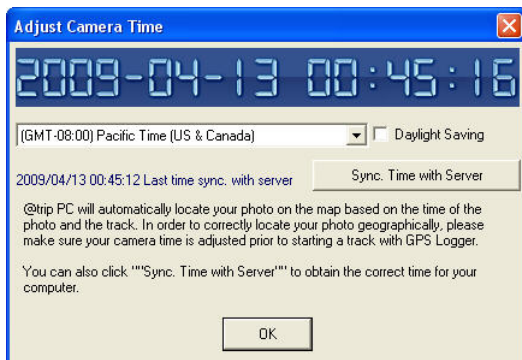 Adjust Camera Time
2009-04-13 00:45:16
(GMT-08:00) Pacific Time (US & Canada)
Daylight Saving
2009/04/13 00:45:12 Last time sync. with server
Sync. Time with Server
@trip PC will automatically locate your photo on the map based on the time of the
photo and the track. In order to correctly locate your photo geographically, please
make sure your camera time is adjusted prior to starting a track with GPS Logger.
You can also click ""Sync. Time with Server"" to obtain the correct time for your
computer.
OK